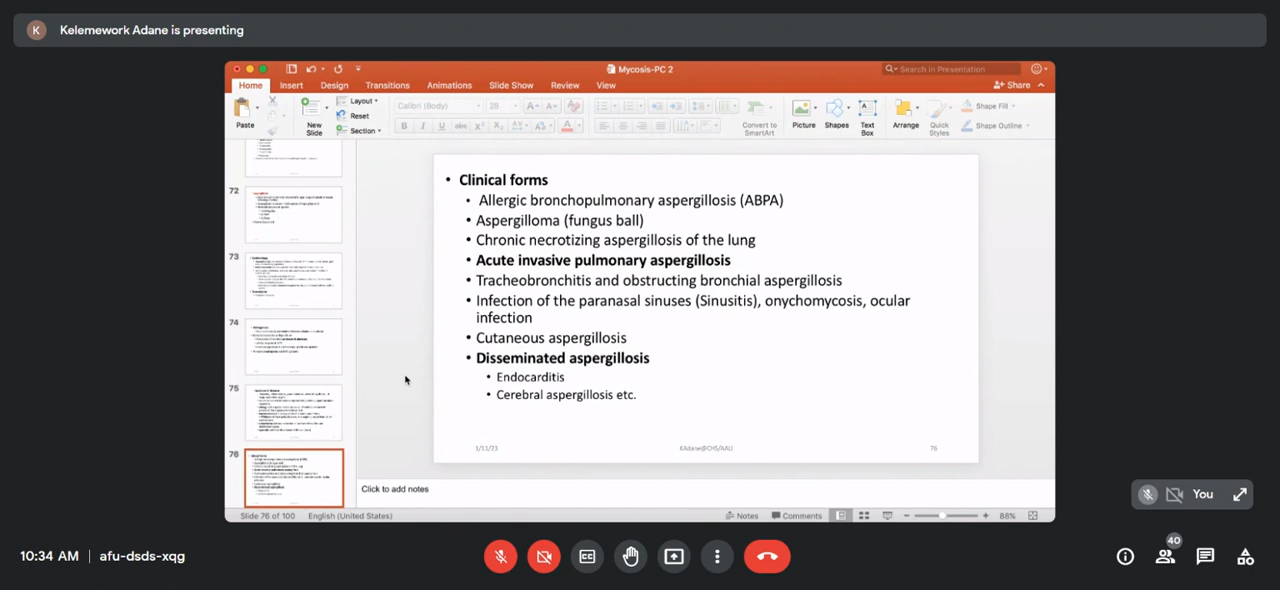 K Kelemework Adane is presenting
Mycosis-PC 2
Search in Presentation
Home Insert Design Transitions Animations Slide Show Review View
Share
Paste
New Slide
Layout
Reset
Section
Calibri (Body) 28
Convert to SmartArt
Picture Shapes Text Box Arrange Quick Styles
Shape Fill
Shape Outline
72
73
74
75
76
• Clinical forms
• Allergic bronchopulmonary aspergillosis (ABPA)
• Aspergilloma (fungus ball)
• Chronic necrotizing aspergillosis of the lung
• Acute invasive pulmonary aspergillosis
• Tracheobronchitis and obstructing bronchial aspergillosis
• Infection of the paranasal sinuses (Sinusitis), onychomycosis, ocular
infection
• Cutaneous aspergillosis
• Disseminated aspergillosis
• Endocarditis
• Cerebral aspergillosis etc.
1/11/23 KAdane@CHS/AAU 76
Click to add notes
Slide 76 of 100 English (United States) Notes Comments 88%
You
10:34 AM | afu-dsds-xqg
40